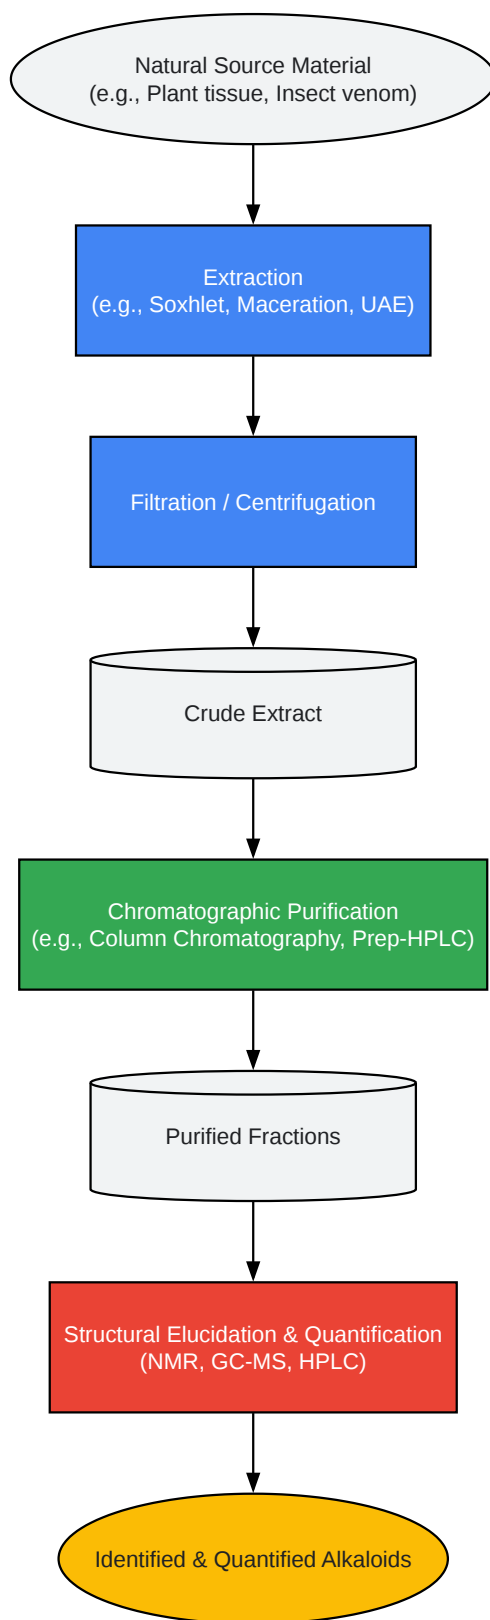 Natural Source Material
(e.g., Plant tissue, Insect venom)
Extraction
(e.g., Soxhlet, Maceration, UAE)
Filtration / Centrifugation
Crude Extract
Chromatographic Purification
(e.g., Column Chromatography, Prep-HPLC)
Purified Fractions
Structural Elucidation & Quantification
(NMR, GC-MS, HPLC)
Identified & Quantified Alkaloids